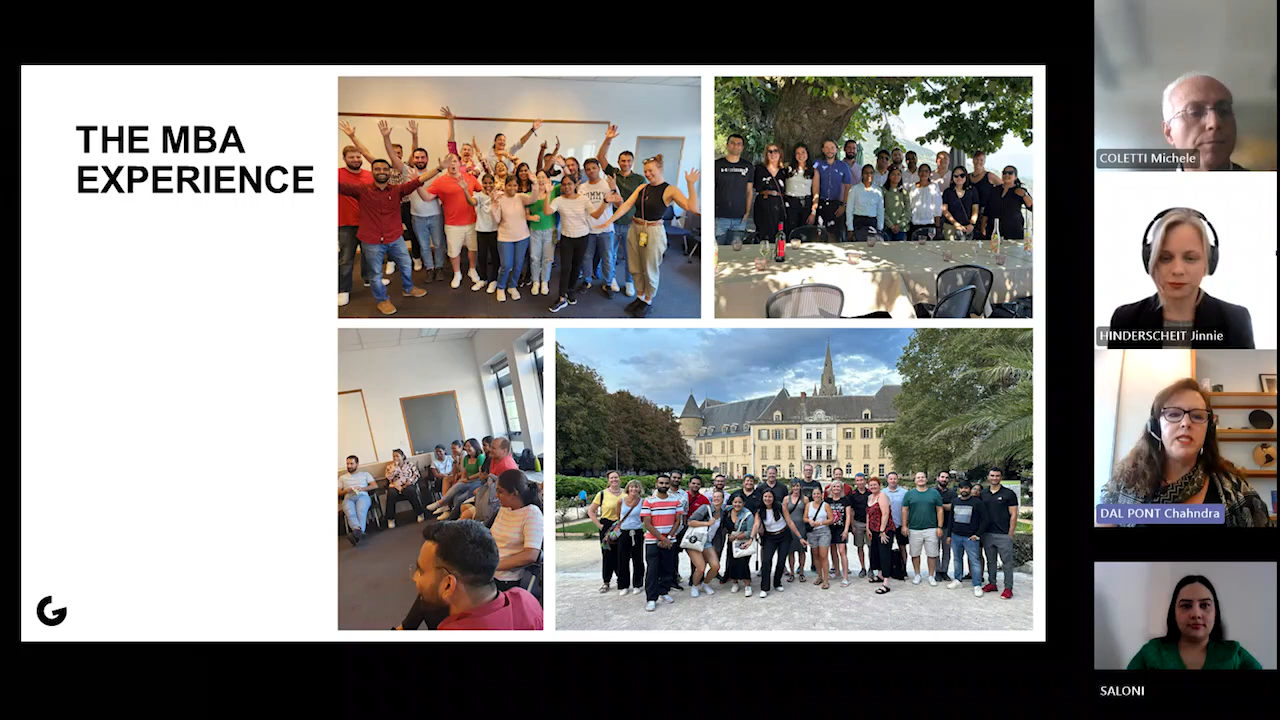 THE MBA
EXPERIENCE
COLETTI Michele
HINDERSCHEIT Jinnie
DAL PONT Chahndra
SALONI